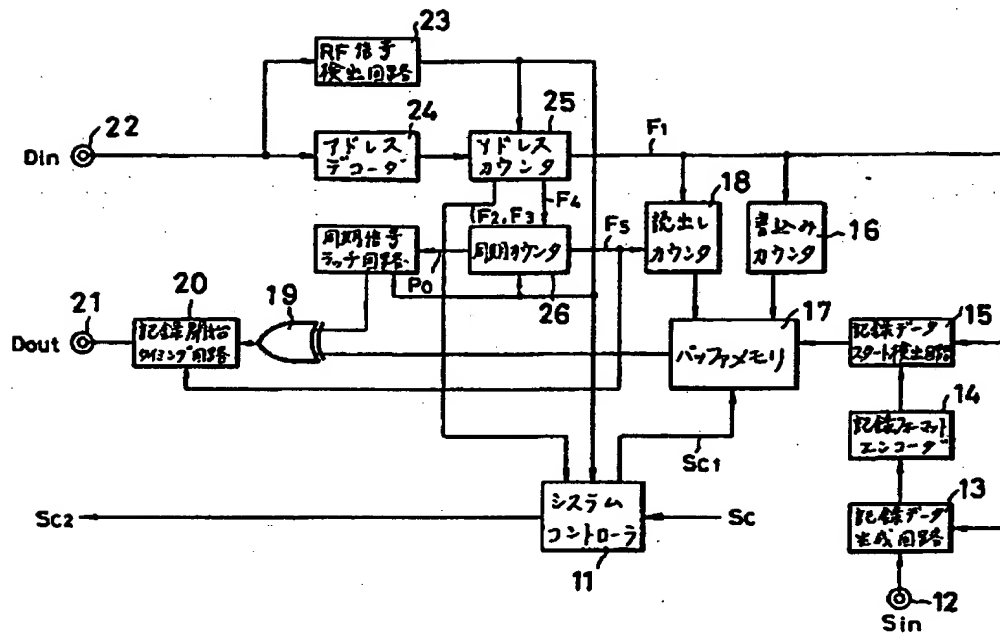 23
RF信号
検出回路
22
Din
24
アドレス
デコーダ
25
アドレス
カウンタ
F1
F2, F3
F4
18
読出し
カウンタ
書込み
カウンタ
16
同期信号
ラッチ回路
P0
同期カウンタ
F5
26
21
Dout
20
記録開始
タイミング回路
19
17
バッファメモリ
15
記録データ
スタート検出回路
14
記録フォーマット
エンコーダ
Sc1
13
記録データ
生成回路
Sc2
システム
コントローラ
Sc
11
12
Sin